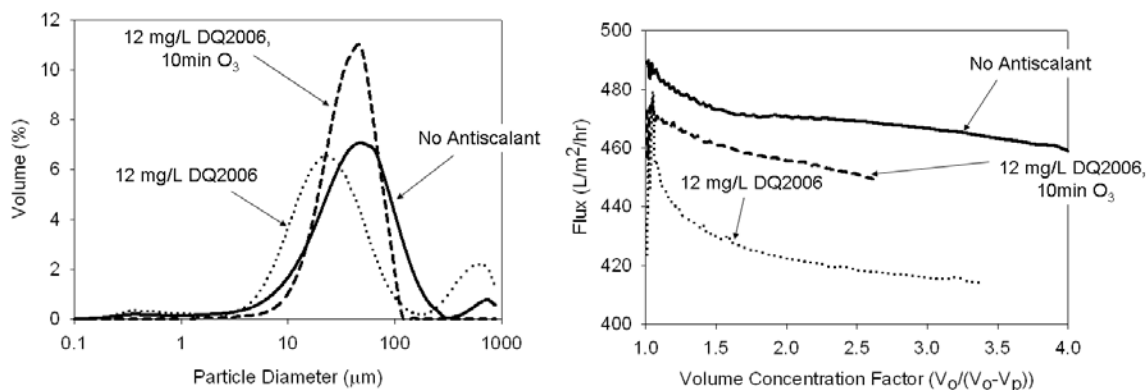 12
10
8
6
4
2
0
Volume (%)
12 mg/L DQ2006,
10min O3
No Antiscalant
12 mg/L DQ2006
0.1
1
10
100
1000
Particle Diameter (μm)
500
480
460
440
420
400
Flux (L/m²/hr)
No Antiscalant
12 mg/L DQ2006
12 mg/L DQ2006,
10min O3
1.0
1.5
2.0
2.5
3.0
3.5
4.0
Volume Concentration Factor (Vo/(Vo-Vp))